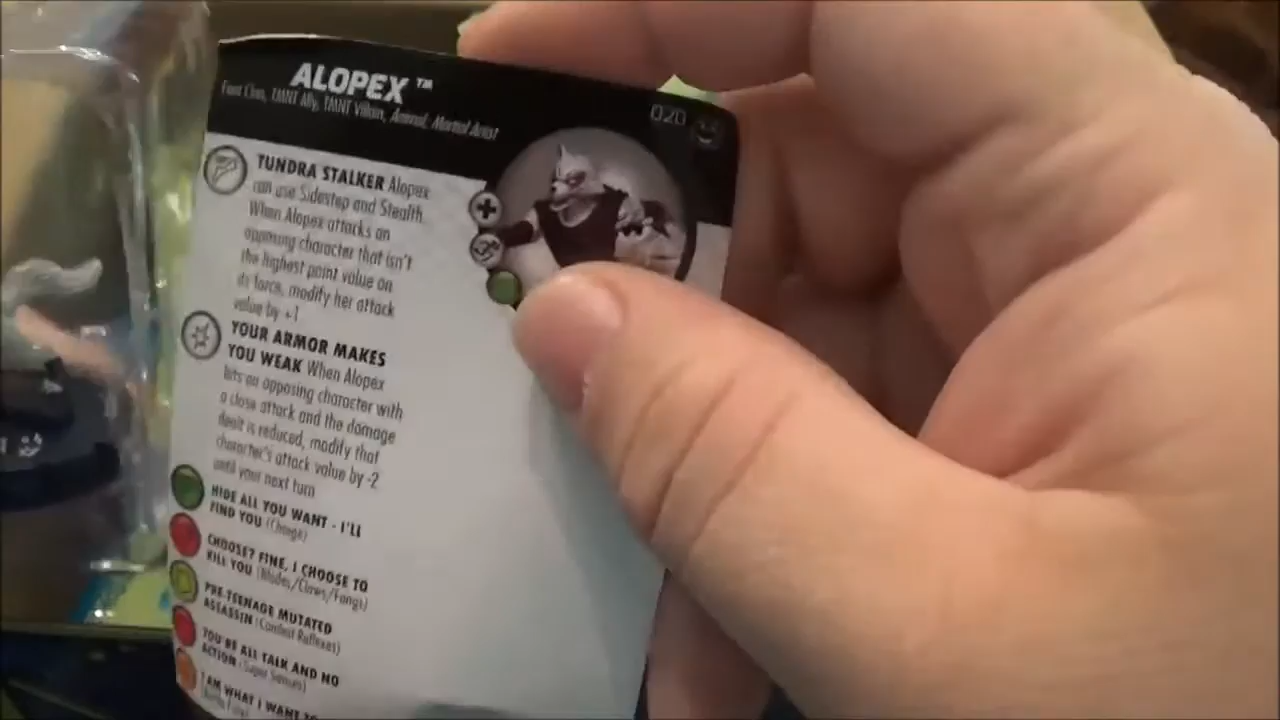 ALOPEX™
Foot Clan, TMNT Ally, TMNT Villain, Animal, Martial Artist
020
TUNDRA STALKER Alopex
can use Sidestep and Stealth
When Alopex attacks an
opposing character that isn't
the highest point value on
its force, modify her attack
value by +1
YOUR ARMOR MAKES
YOU WEAK When Alopex
hits an opposing character with
a close attack and the damage
dealt is reduced, modify that
character's attack value by -2
until your next turn
HIDE ALL YOU WANT - I'LL
FIND YOU (Charge)
CHOOSE? FINE, I CHOOSE TO
KILL YOU (Blades/Claws/Fangs)
PRE-TEENAGE MUTATED
ASSASSIN (Combat Reflexes)
YOU'RE ALL TALK AND NO
ACTION (Super Senses)
I AM WHAT I WANT TO